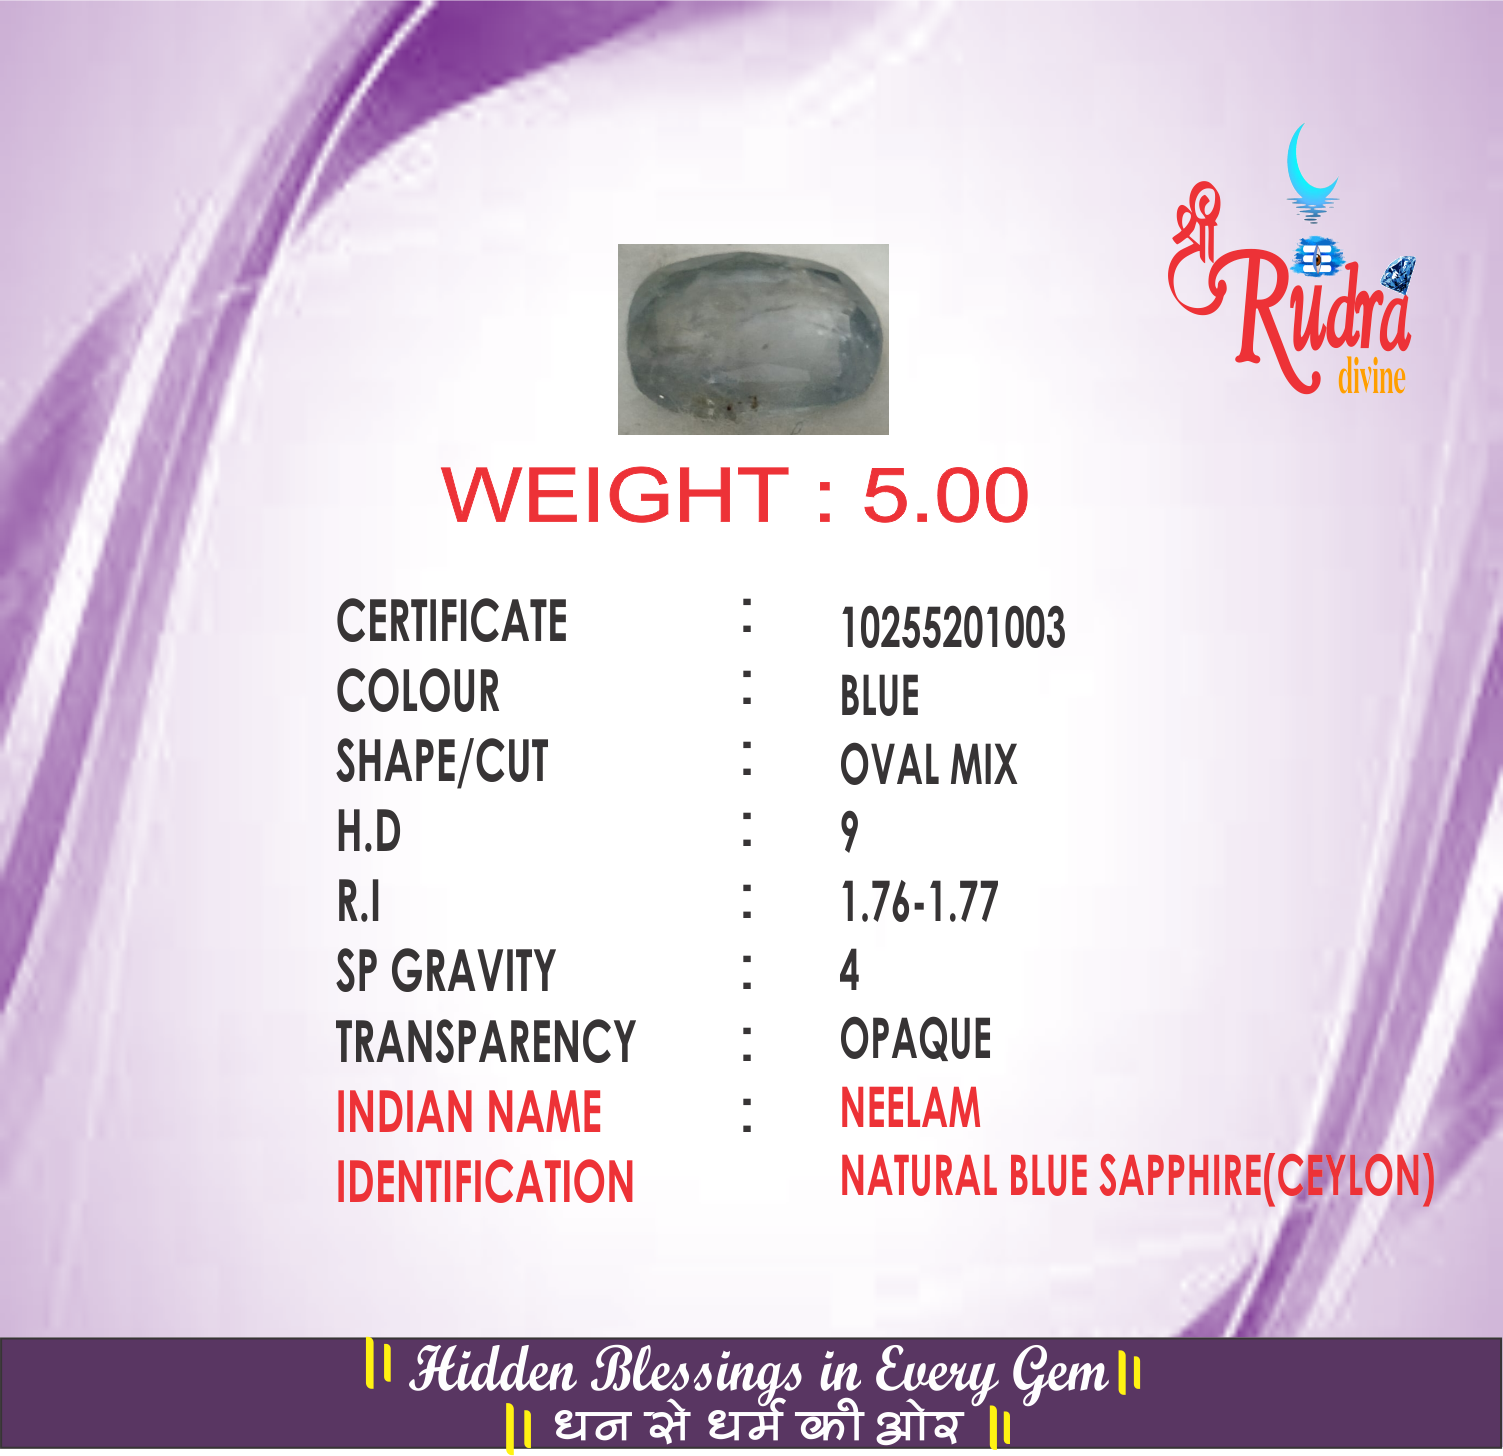 श्री
Rudra
divine
WEIGHT : 5.00
CERTIFICATE : 10255201003
COLOUR : BLUE
SHAPE/CUT : OVAL MIX
H.D : 9
R.I : 1.76-1.77
SP GRAVITY : 4
TRANSPARENCY : OPAQUE
INDIAN NAME : NEELAM
IDENTIFICATION NATURAL BLUE SAPPHIRE(CEYLON)
|| Hidden Blessings in Every Gem ||
|| धन से धर्म की ओर ||